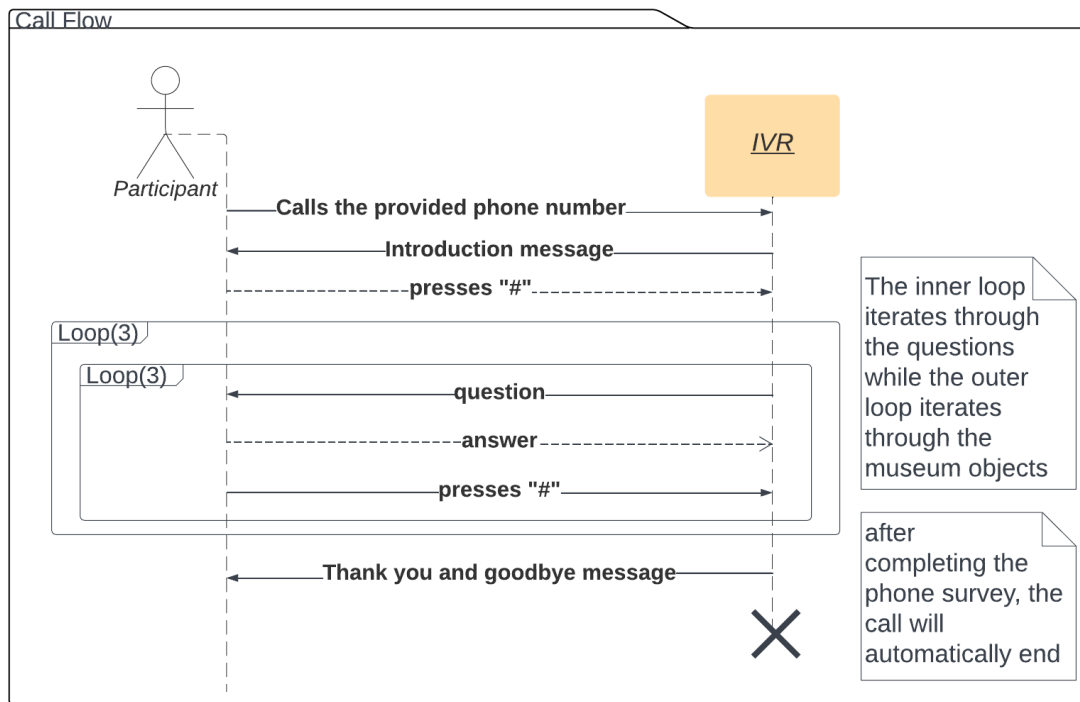 Call Flow
IVR
Participant
Calls the provided phone number
Introduction message
presses "#"
Loop(3)
Loop(3)
question
answer
presses "#"
Thank you and goodbye message
The inner loop
iterates through
the questions
while the outer
loop iterates
through the
museum objects
after
completing the
phone survey, the
call will
automatically end